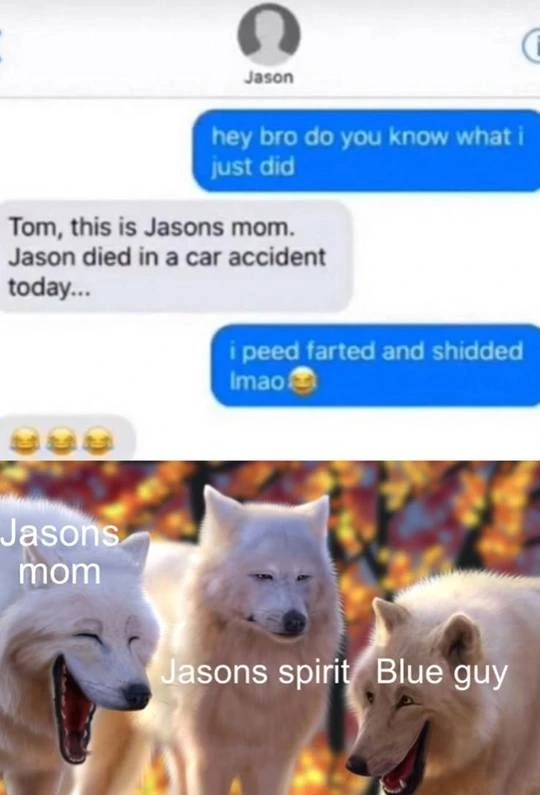 Jason
hey bro do you know what i
just did
Tom, this is Jasons mom.
Jason died in a car accident
today...
i peed farted and shidded
lmao😂
😂😂😂
Jasons
mom
Jasons spirit
Blue guy